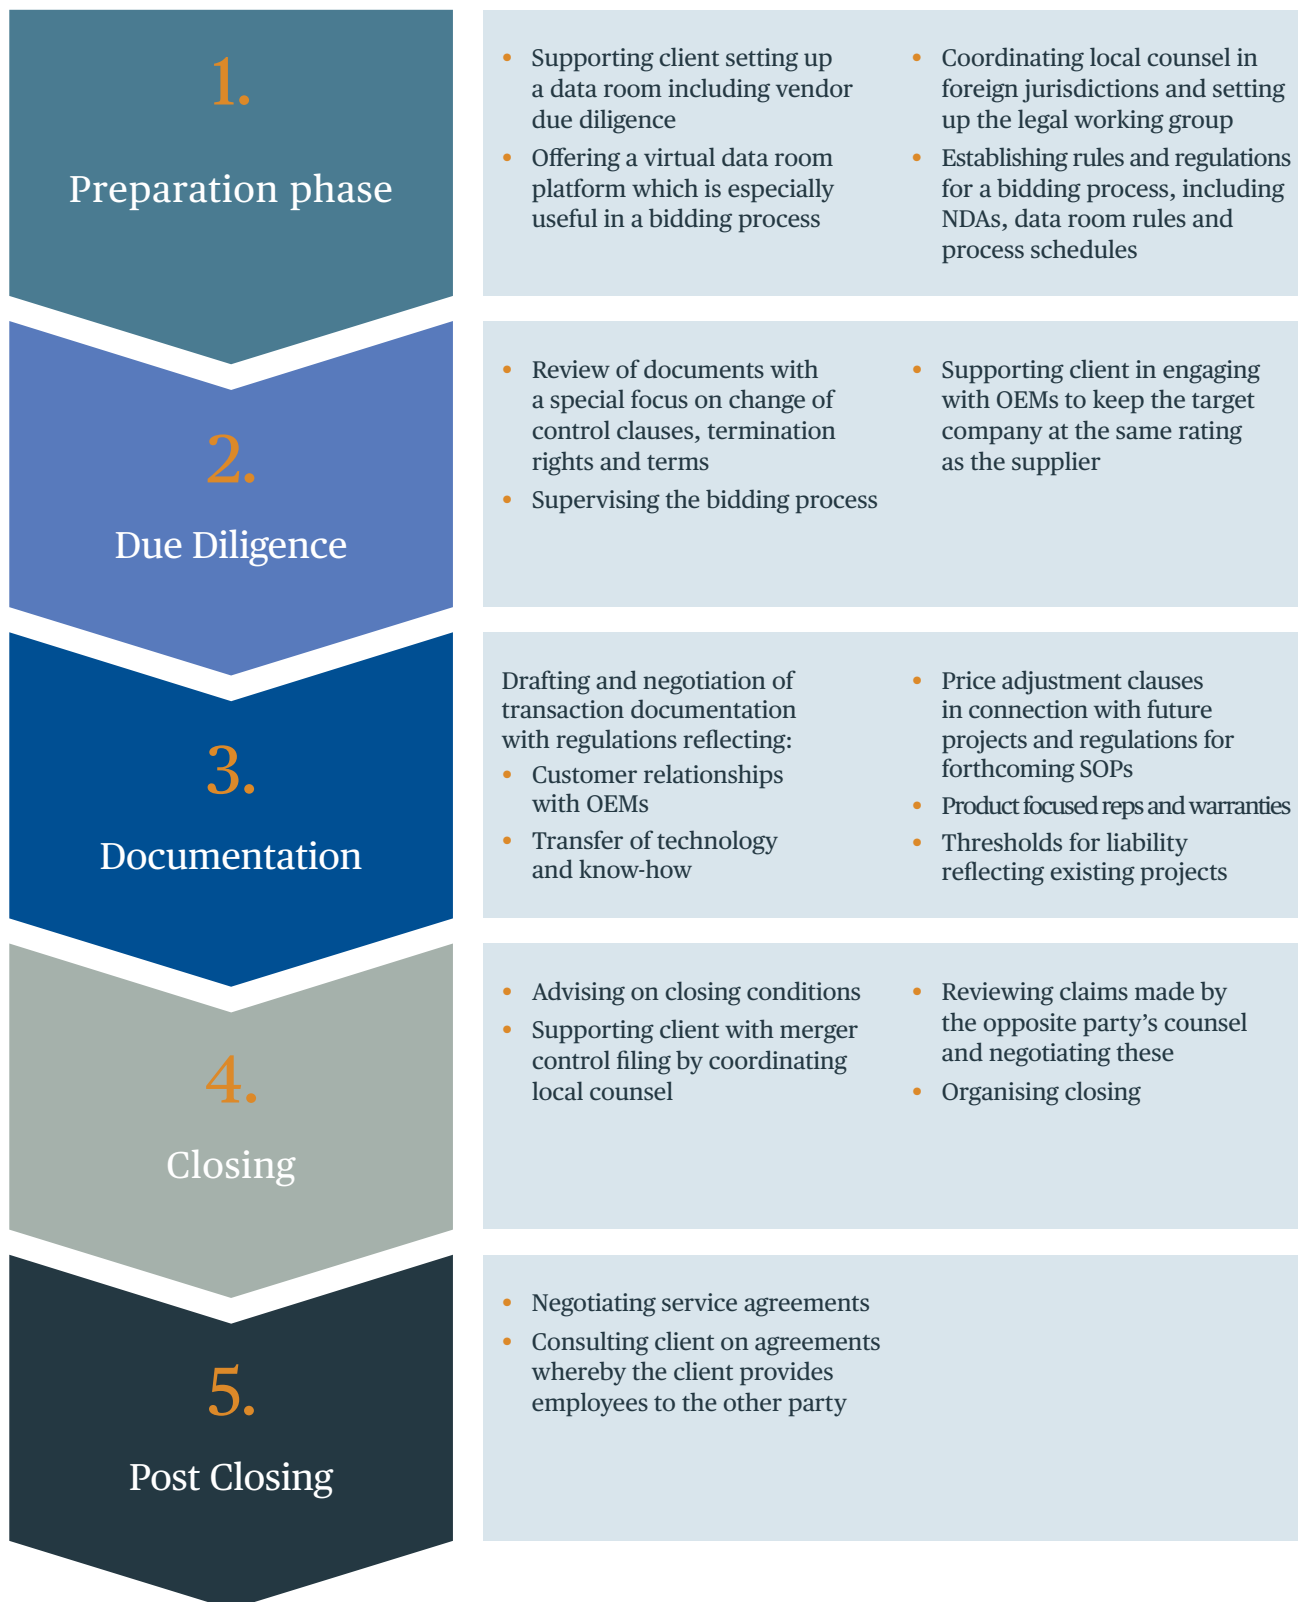 1.
Preparation phase
• Supporting client setting up
a data room including vendor
due diligence
• Offering a virtual data room
platform which is especially
useful in a bidding process
• Coordinating local counsel in
foreign jurisdictions and setting
up the legal working group
• Establishing rules and regulations
for a bidding process, including
NDAs, data room rules and
process schedules
2.
Due Diligence
• Review of documents with
a special focus on change of
control clauses, termination
rights and terms
• Supervising the bidding process
• Supporting client in engaging
with OEMs to keep the target
company at the same rating
as the supplier
3.
Documentation
Drafting and negotiation of
transaction documentation
with regulations reflecting:
• Customer relationships
with OEMs
• Transfer of technology
and know-how
• Price adjustment clauses
in connection with future
projects and regulations for
forthcoming SOPs
• Product focused reps and warranties
• Thresholds for liability
reflecting existing projects
4.
Closing
• Advising on closing conditions
• Supporting client with merger
control filing by coordinating
local counsel
• Reviewing claims made by
the opposite party’s counsel
and negotiating these
• Organising closing
5.
Post Closing
• Negotiating service agreements
• Consulting client on agreements
whereby the client provides
employees to the other party